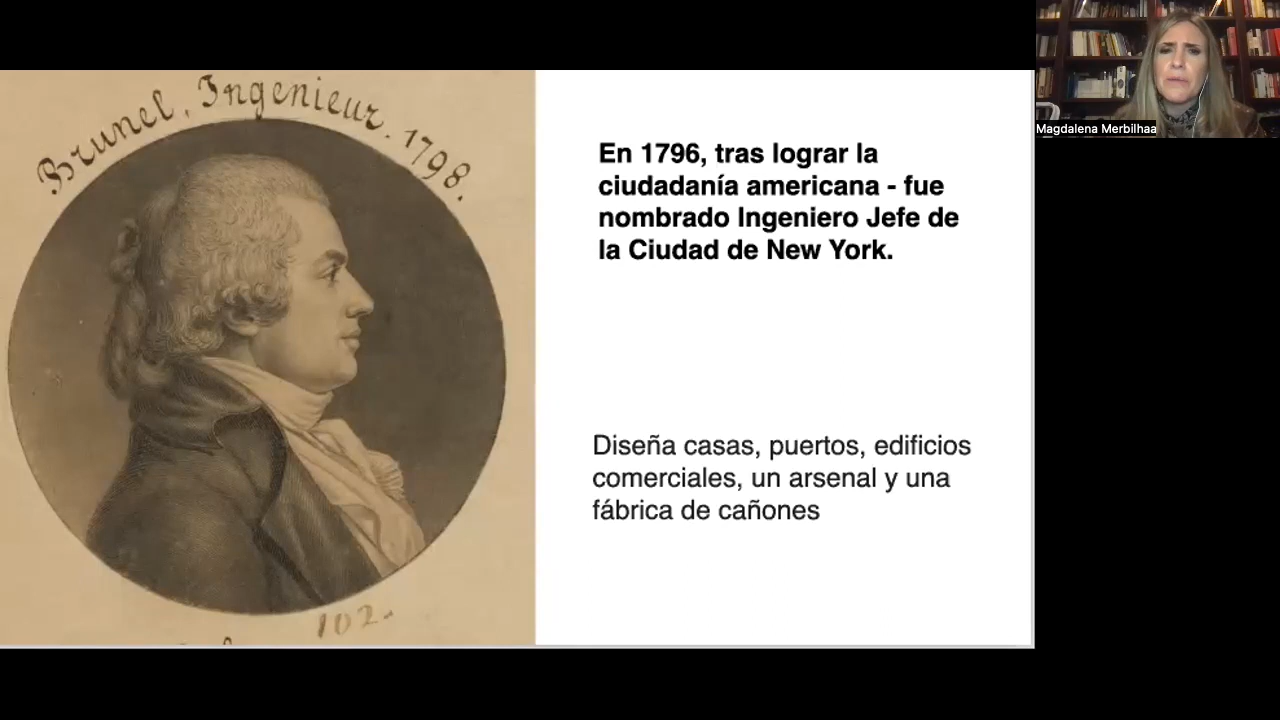 Brunel, Ingenieur. 1798.
102.
En 1796, tras lograr la
ciudadanía americana - fue
nombrado Ingeniero Jefe de
la Ciudad de New York.
Diseña casas, puertos, edificios
comerciales, un arsenal y una
fábrica de cañones
Magdalena Merbilhaa